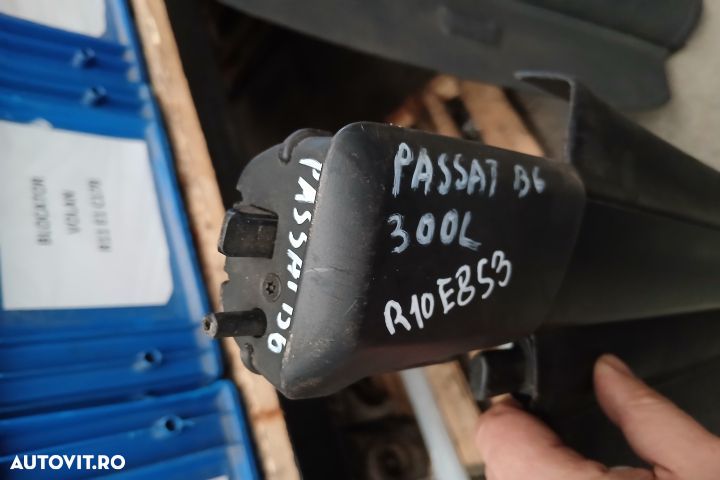 PASSAT B6
300L
R10E853
PASSAT B6
BLOCATOR
VOLAN
AUTOVIT.RO